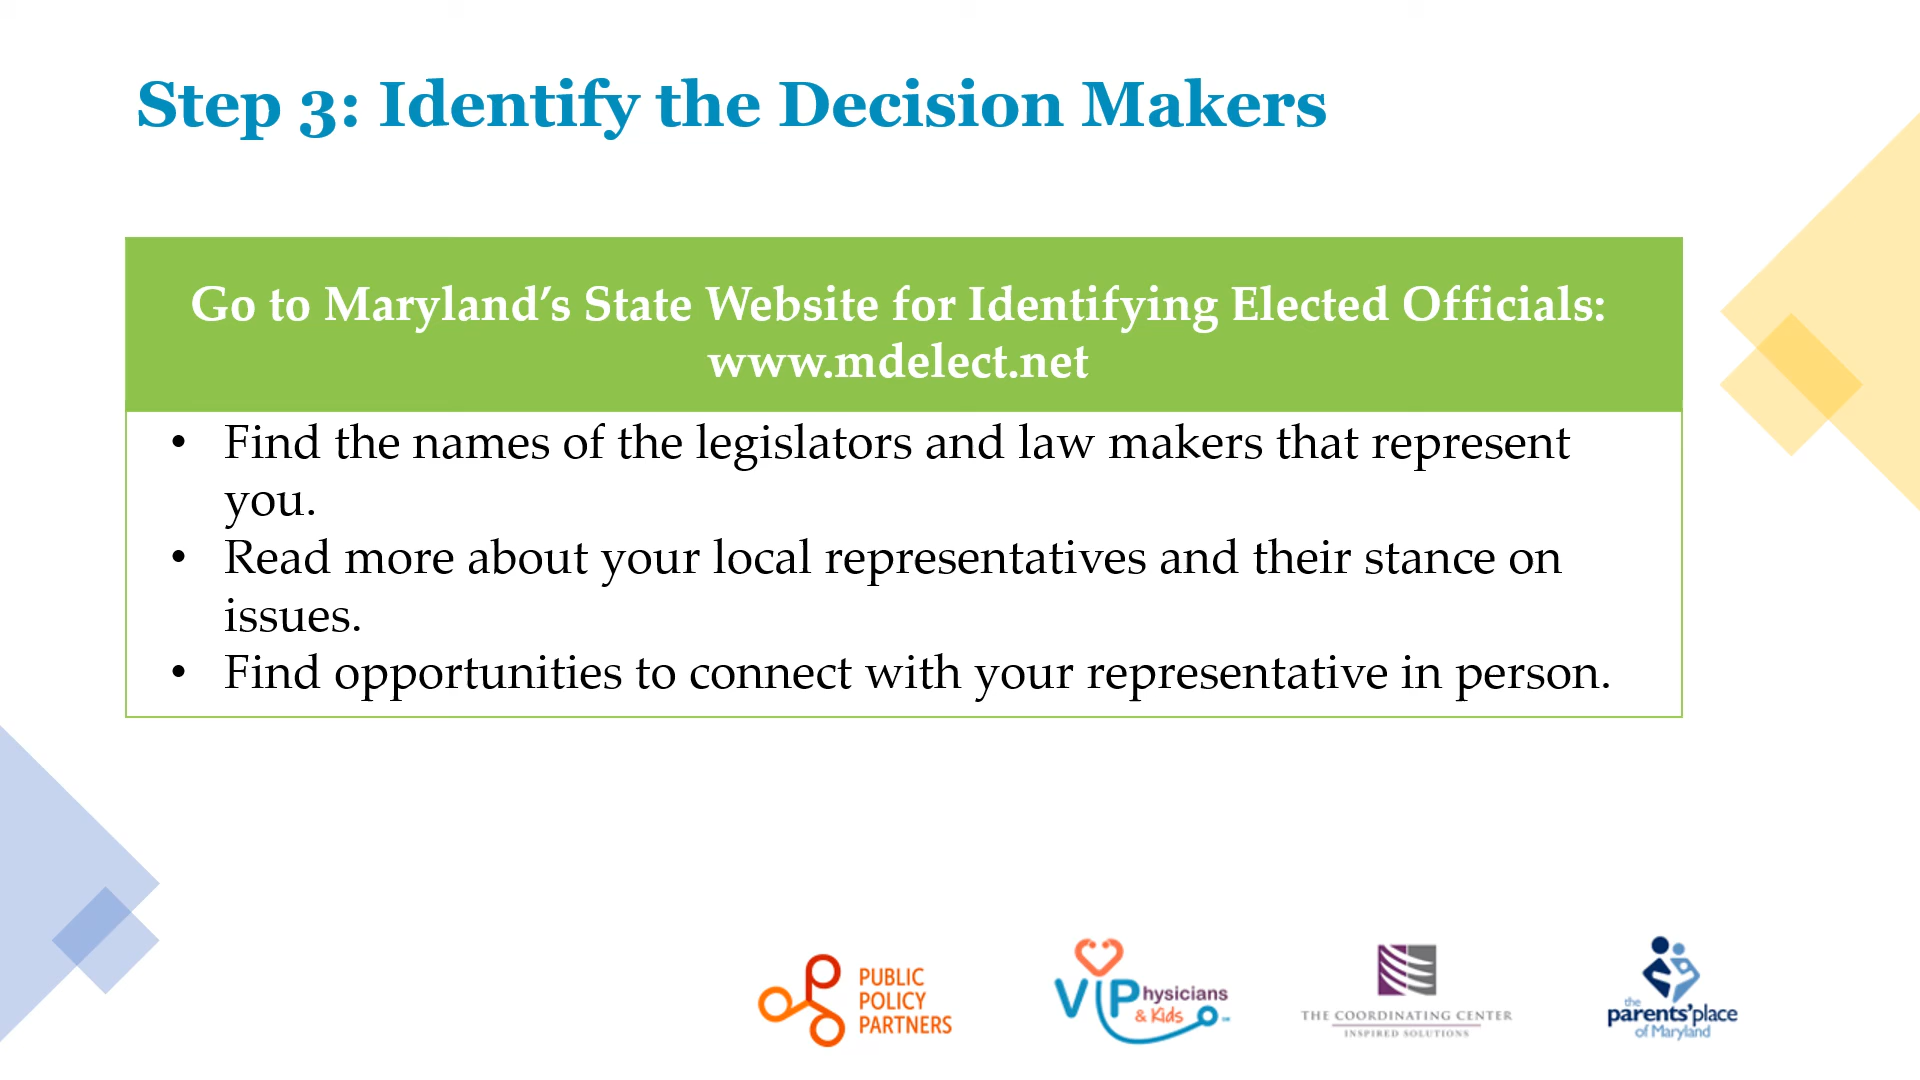 Step 3: Identify the Decision Makers
Go to Maryland’s State Website for Identifying Elected Officials:
www.mdelect.net
• Find the names of the legislators and law makers that represent
you.
• Read more about your local representatives and their stance on
issues.
• Find opportunities to connect with your representative in person.
PUBLIC
POLICY
PARTNERS
VIPhysicians
& Kids
THE COORDINATING CENTER
INSPIRED SOLUTIONS
the
parents’place
of Maryland